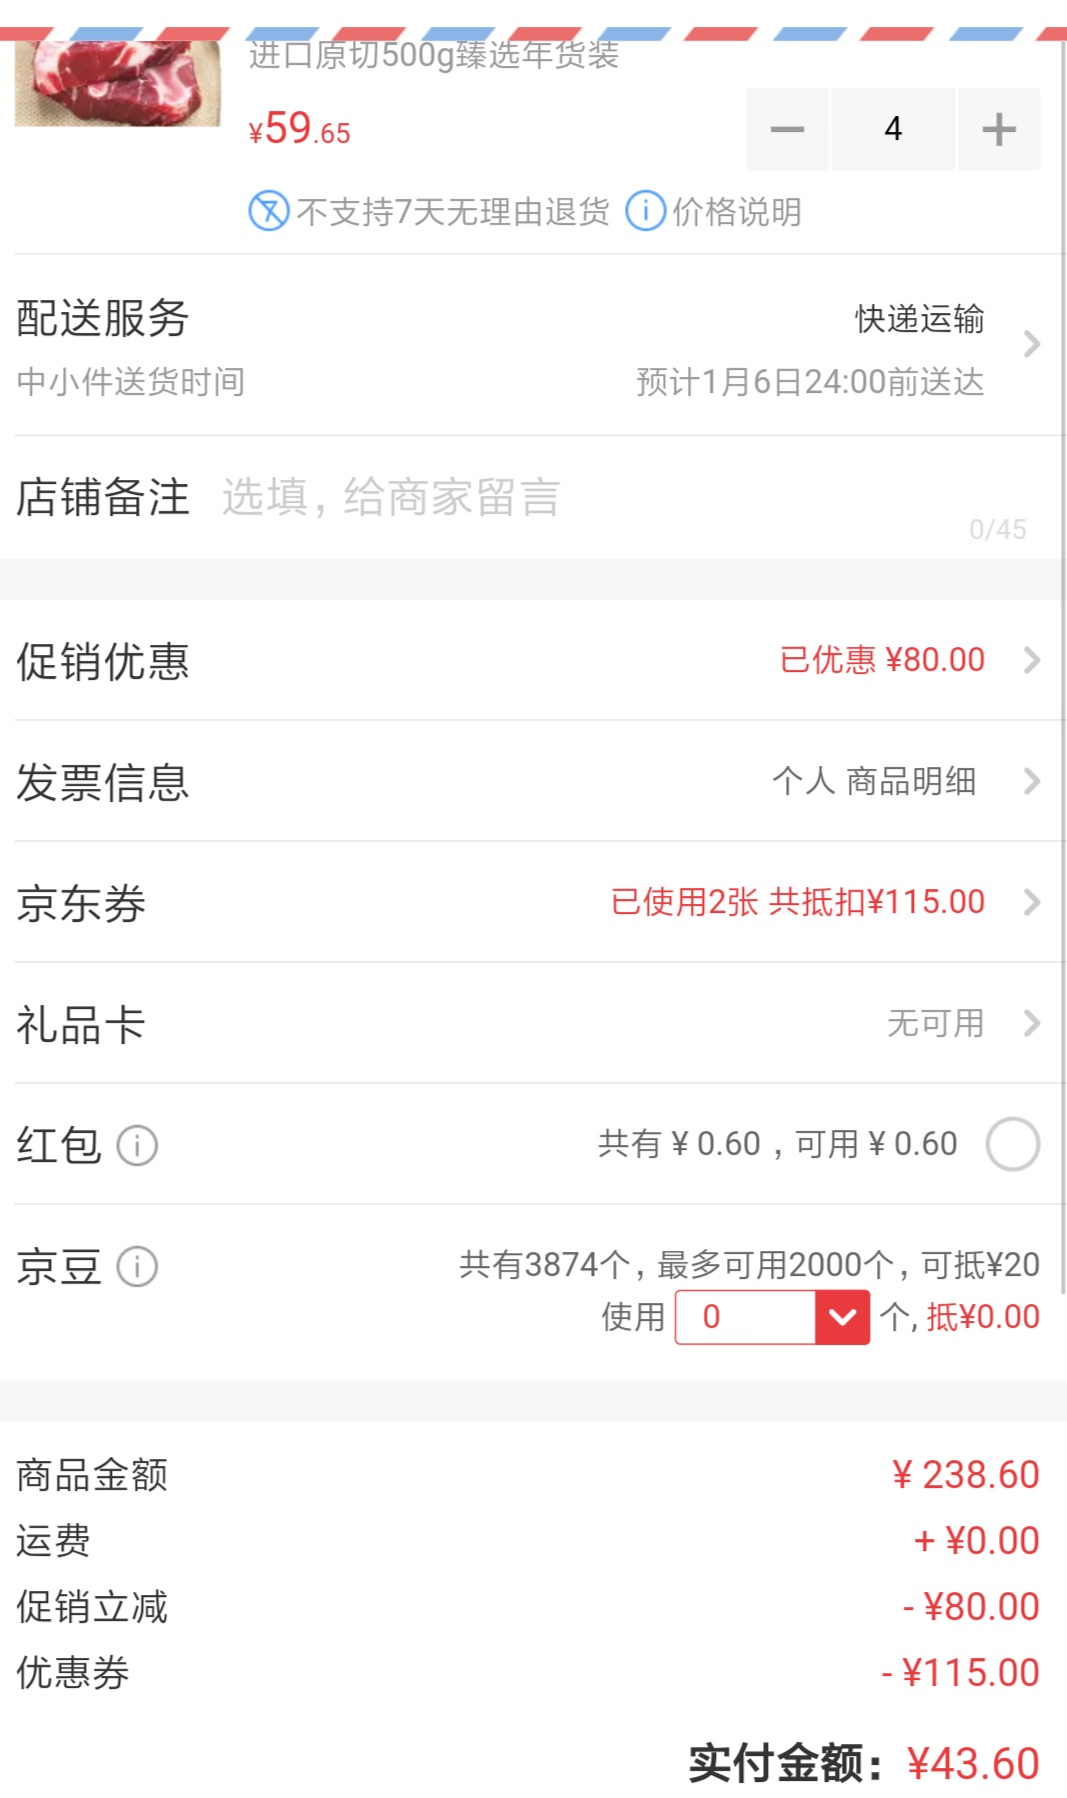 进口原切500g臻选年货装
¥59.65
4
不支持7天无理由退货 价格说明
配送服务 快递运输
中小件送货时间 预计1月6日24:00前送达
店铺备注 选填，给商家留言
0/45
促销优惠 已优惠 ¥80.00
发票信息 个人 商品明细
京东券 已使用2张 共抵扣¥115.00
礼品卡 无可用
红包 共有 ¥ 0.60 ，可用 ¥ 0.60
京豆 共有3874个，最多可用2000个，可抵¥20
使用 0 个, 抵¥0.00
商品金额 ¥ 238.60
运费 + ¥0.00
促销立减 - ¥80.00
优惠券 - ¥115.00
实付金额：¥43.60